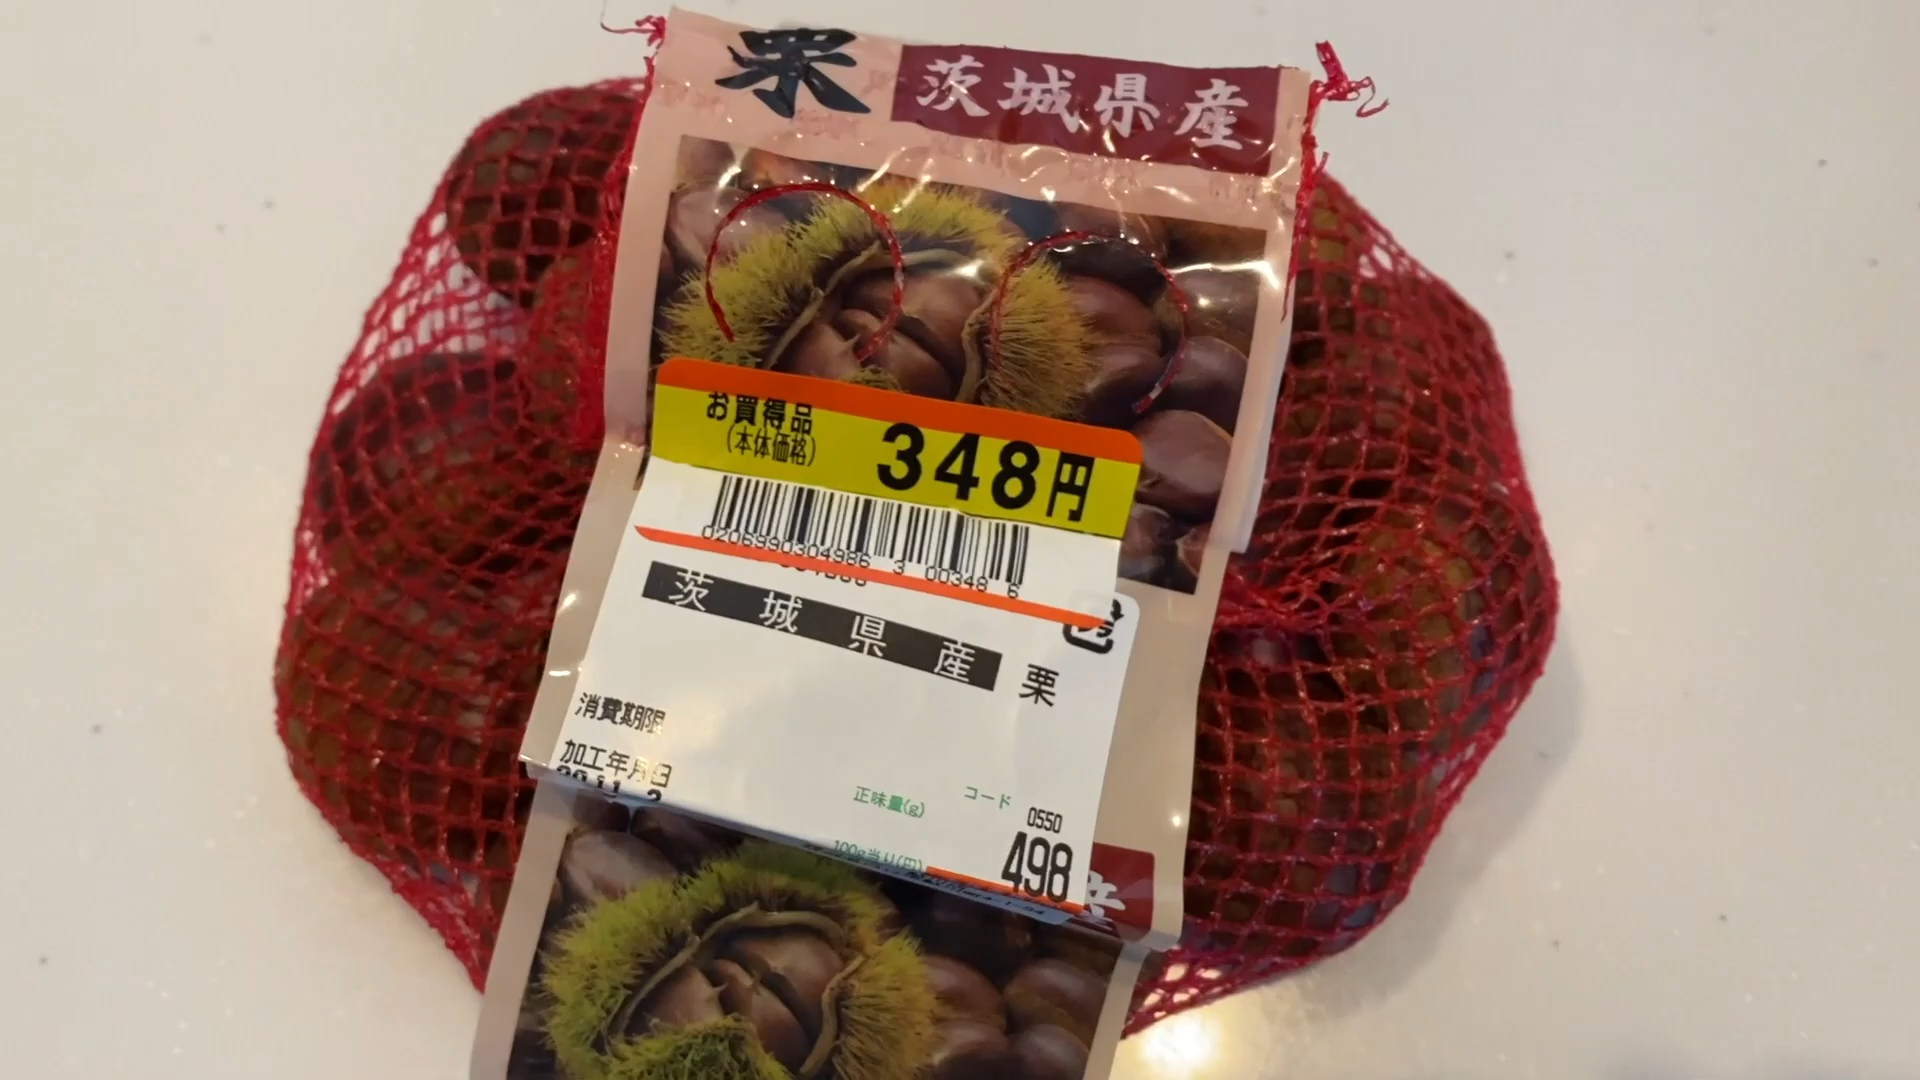 栗 茨城県産
お買得品
(本体価格)
348円
0206990304986 3 00348 6
茨城県産 栗
消費期限
加工年月日
正味量(g)
コード
0550
100g当り(円)
498
産